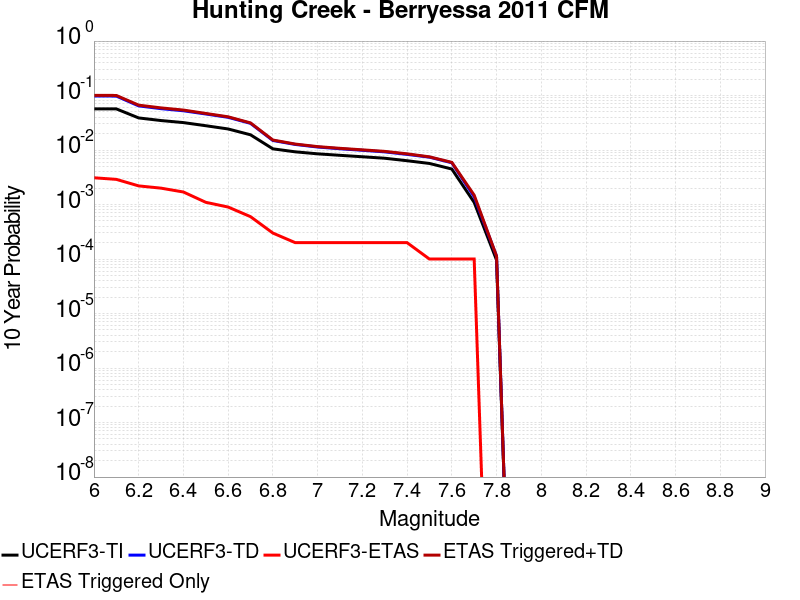 Hunting Creek - Berryessa 2011 CFM
10 0
10 -1
10 -2
10 -3
10 -4
10 -5
10 -6
10 -7
10 -8
10 Year Probability
6 6.2 6.4 6.6 6.8 7 7.2 7.4 7.6 7.8 8 8.2 8.4 8.6 8.8 9
Magnitude
UCERF3-TI UCERF3-TD UCERF3-ETAS ETAS Triggered+TD
ETAS Triggered Only